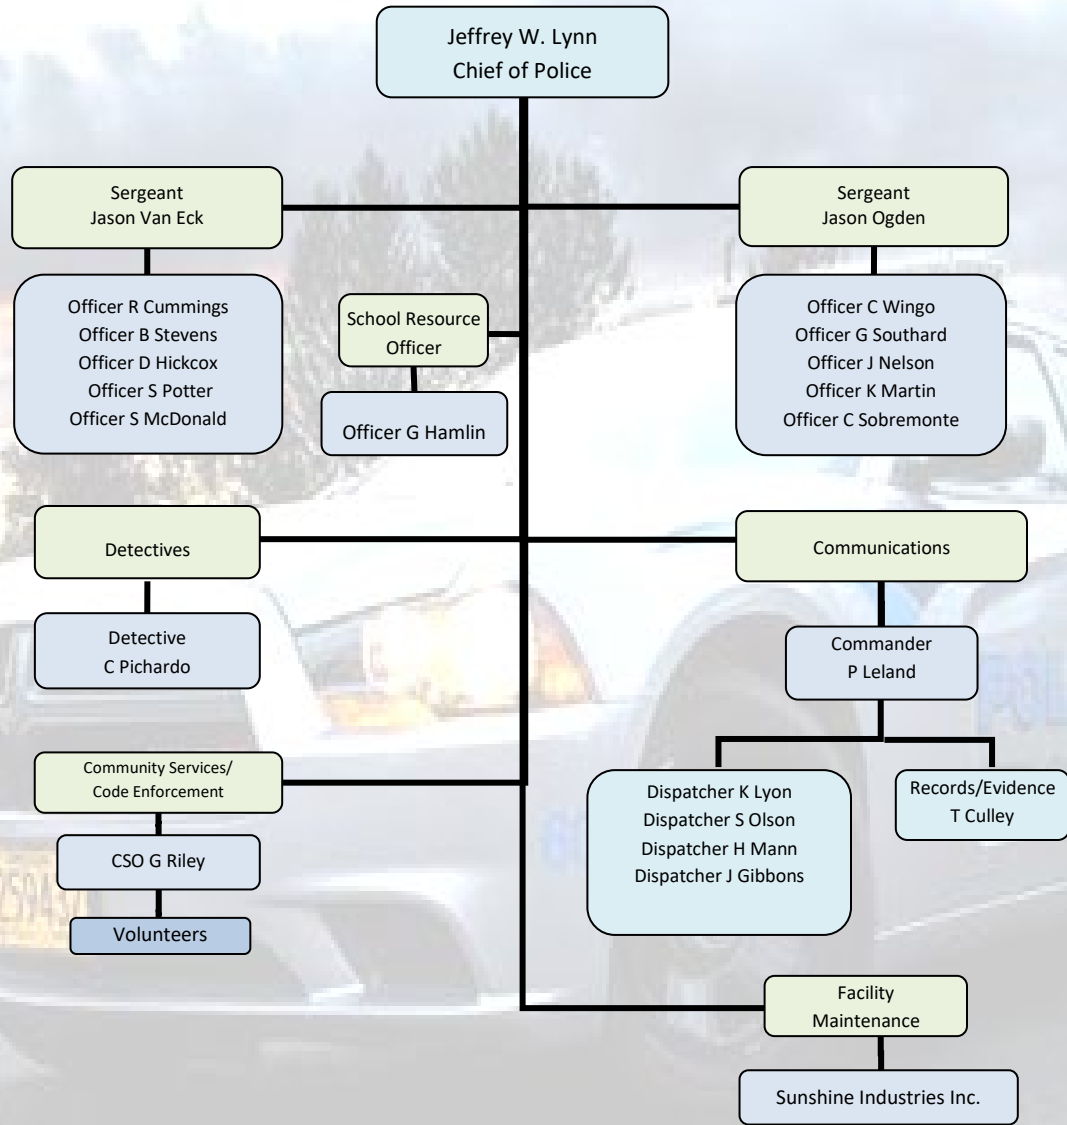 Jeffrey W. Lynn
Chief of Police
Sergeant
Jason Van Eck
Sergeant
Jason Ogden
Officer R Cummings
Officer B Stevens
Officer D Hickcox
Officer S Potter
Officer S McDonald
School Resource
Officer
Officer G Hamlin
Officer C Wingo
Officer G Southard
Officer J Nelson
Officer K Martin
Officer C Sobremonte
Detectives
Detective
C Pichardo
Communications
Commander
P Leland
Dispatcher K Lyon
Dispatcher S Olson
Dispatcher H Mann
Dispatcher J Gibbons
Records/Evidence
T Culley
Community Services/
Code Enforcement
CSO G Riley
Volunteers
Facility
Maintenance
Sunshine Industries Inc.